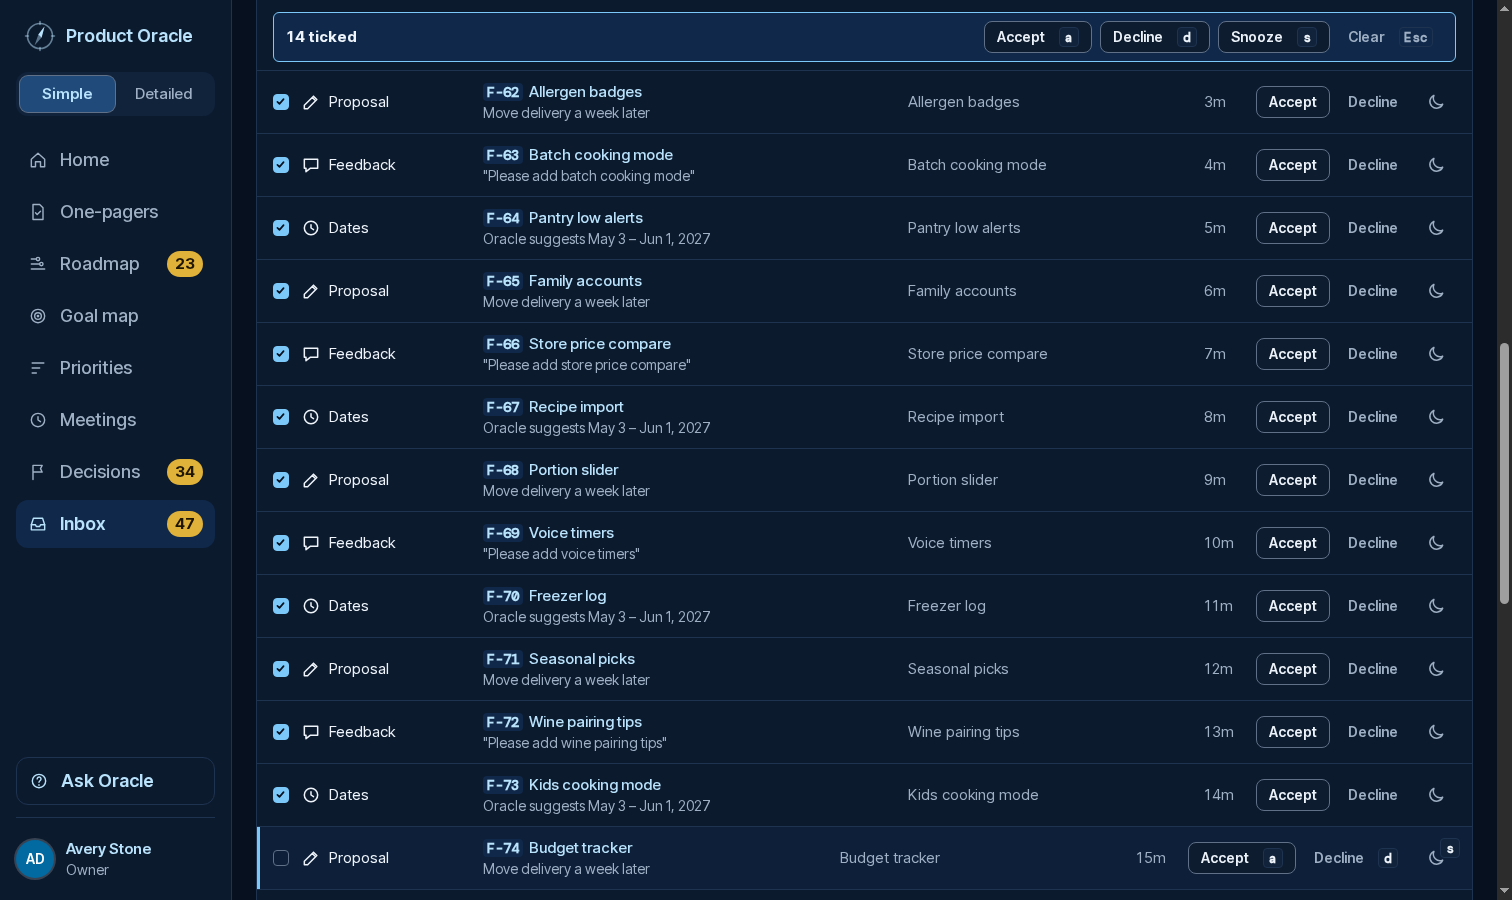 Product Oracle
Simple
Detailed
Home
One-pagers
Roadmap 23
Goal map
Priorities
Meetings
Decisions 34
Inbox 47
Ask Oracle
AD
Avery Stone
Owner
14 ticked
Accept a
Decline d
Snooze s
Clear Esc
Proposal
F-62 Allergen badges
Move delivery a week later
Allergen badges
3m
Accept
Decline
Feedback
F-63 Batch cooking mode
"Please add batch cooking mode"
Batch cooking mode
4m
Accept
Decline
Dates
F-64 Pantry low alerts
Oracle suggests May 3 – Jun 1, 2027
Pantry low alerts
5m
Accept
Decline
Proposal
F-65 Family accounts
Move delivery a week later
Family accounts
6m
Accept
Decline
Feedback
F-66 Store price compare
"Please add store price compare"
Store price compare
7m
Accept
Decline
Dates
F-67 Recipe import
Oracle suggests May 3 – Jun 1, 2027
Recipe import
8m
Accept
Decline
Proposal
F-68 Portion slider
Move delivery a week later
Portion slider
9m
Accept
Decline
Feedback
F-69 Voice timers
"Please add voice timers"
Voice timers
10m
Accept
Decline
Dates
F-70 Freezer log
Oracle suggests May 3 – Jun 1, 2027
Freezer log
11m
Accept
Decline
Proposal
F-71 Seasonal picks
Move delivery a week later
Seasonal picks
12m
Accept
Decline
Feedback
F-72 Wine pairing tips
"Please add wine pairing tips"
Wine pairing tips
13m
Accept
Decline
Dates
F-73 Kids cooking mode
Oracle suggests May 3 – Jun 1, 2027
Kids cooking mode
14m
Accept
Decline
Proposal
F-74 Budget tracker
Move delivery a week later
Budget tracker
15m
Accept a
Decline d
s